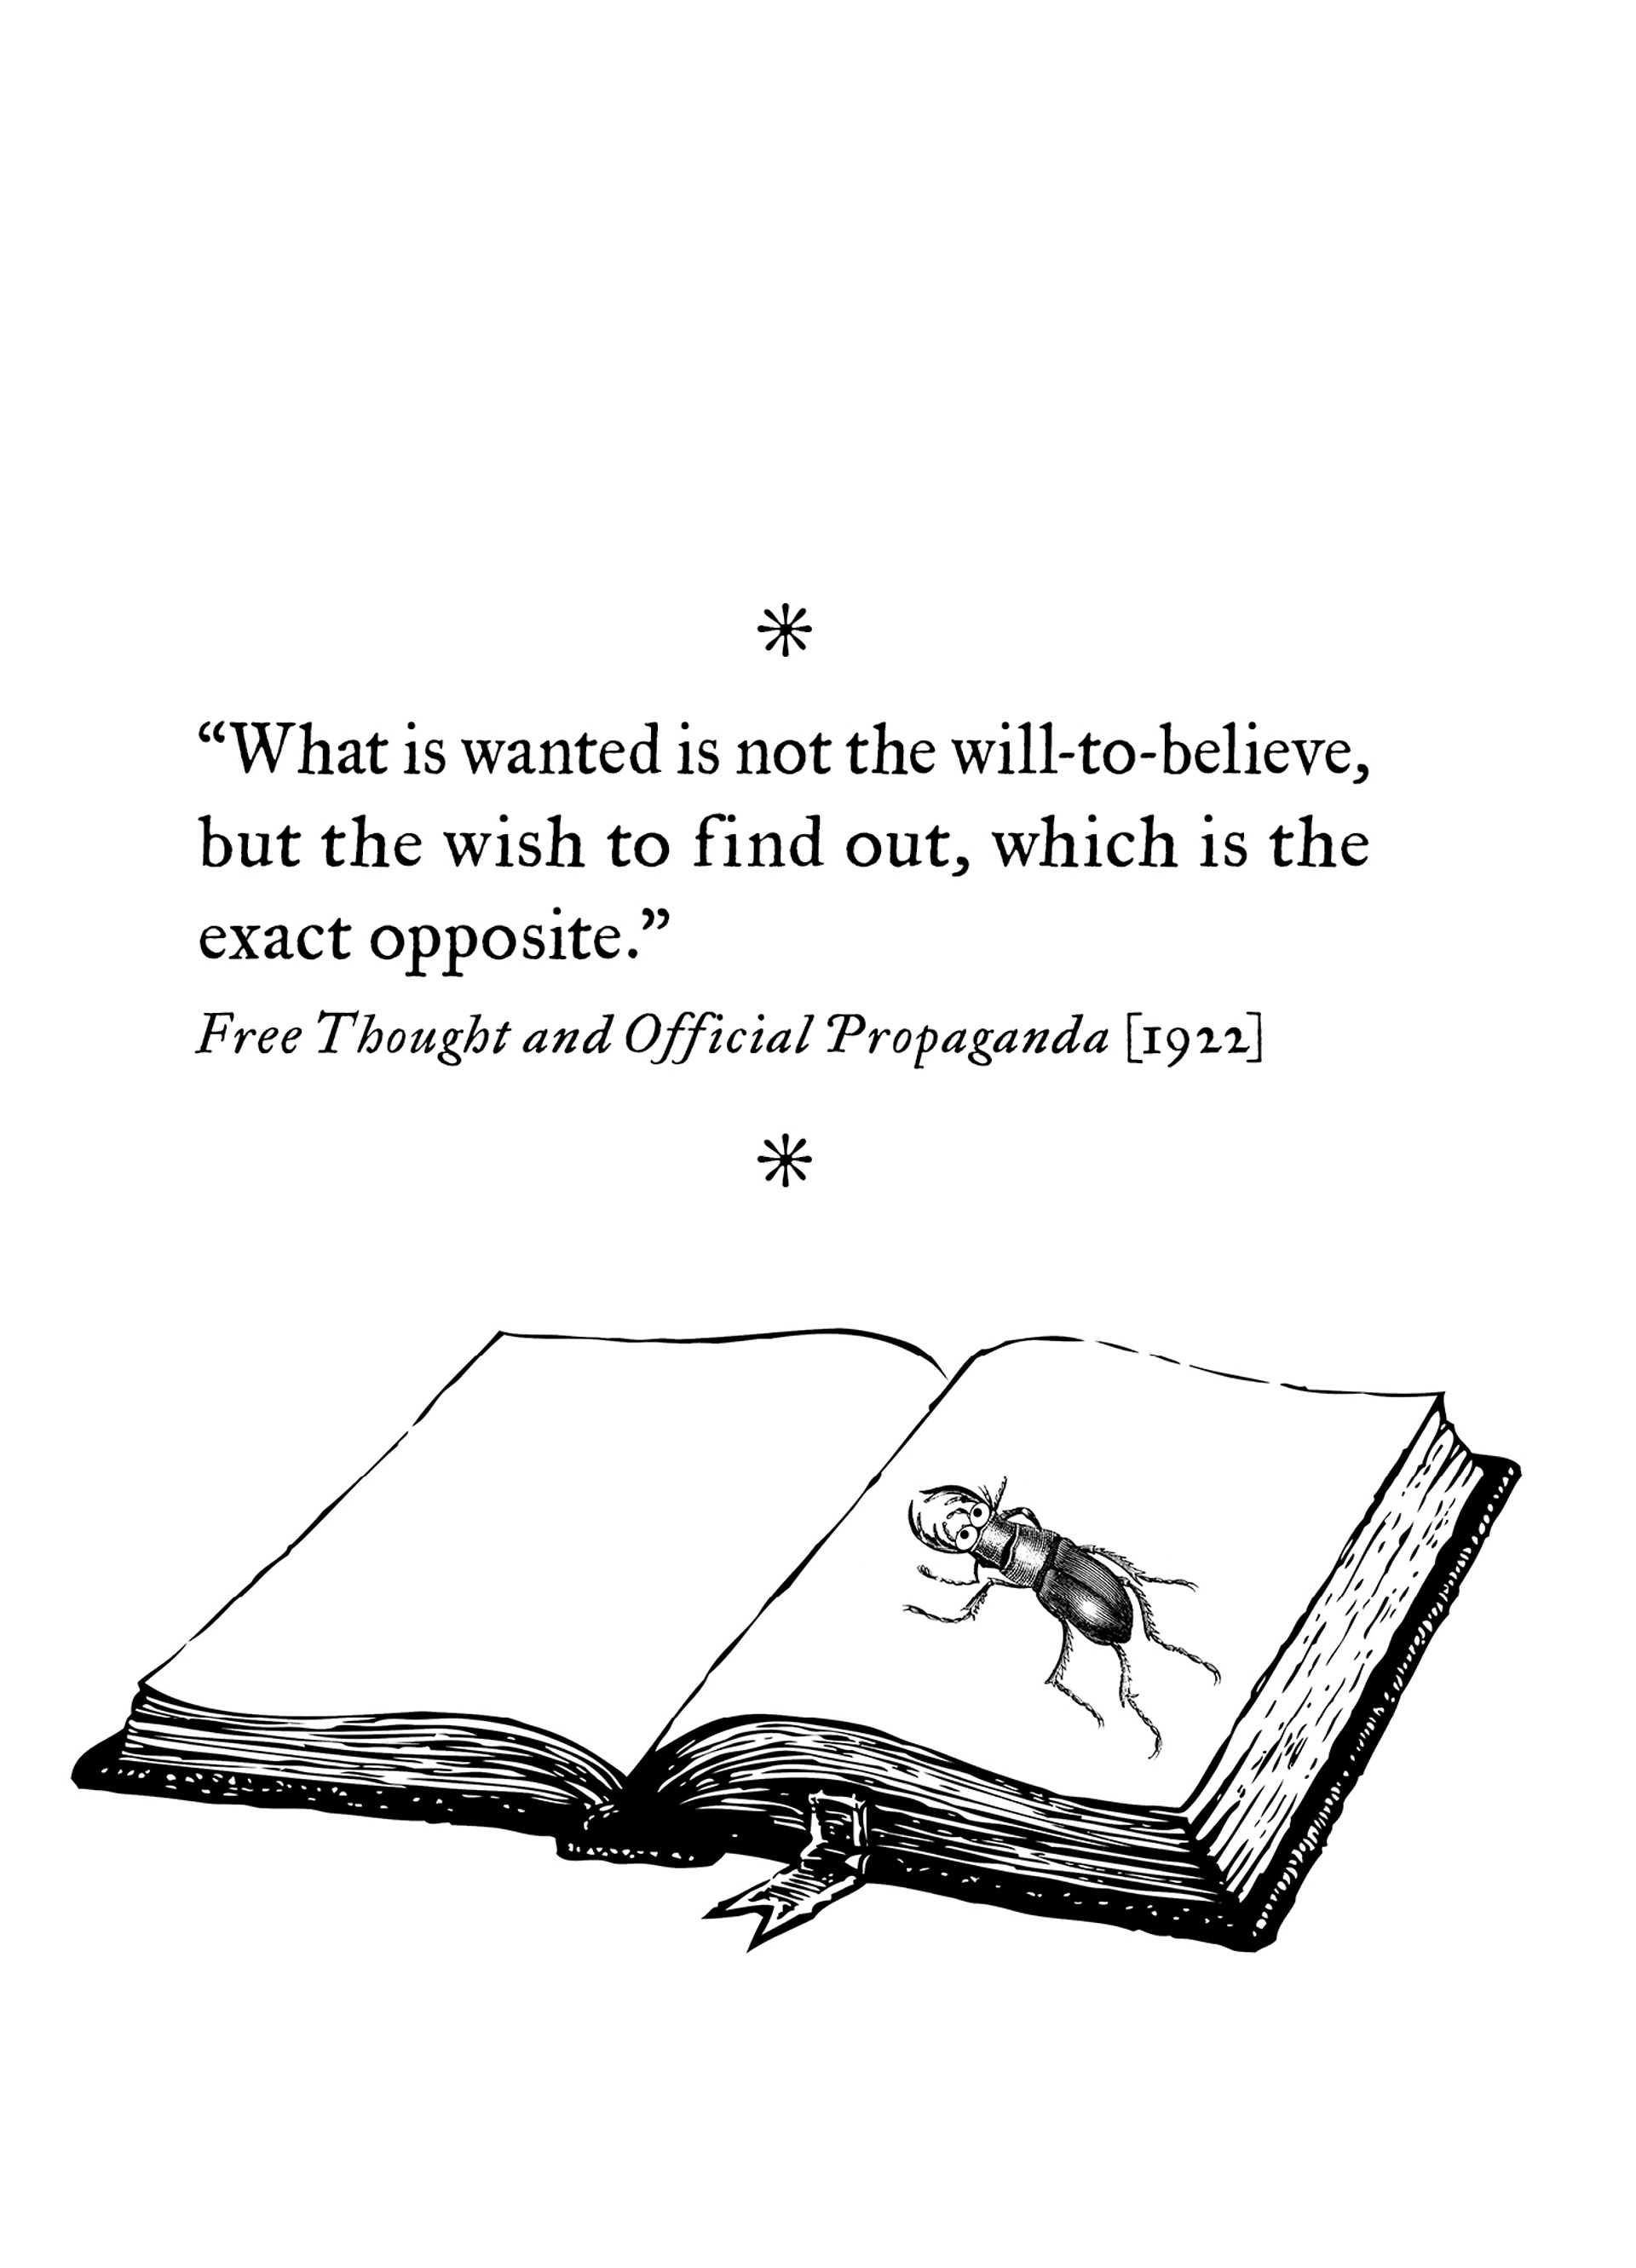 “What is wanted is not the will-to-believe,
but the wish to find out, which is the
exact opposite.”
Free Thought and Official Propaganda [1922]